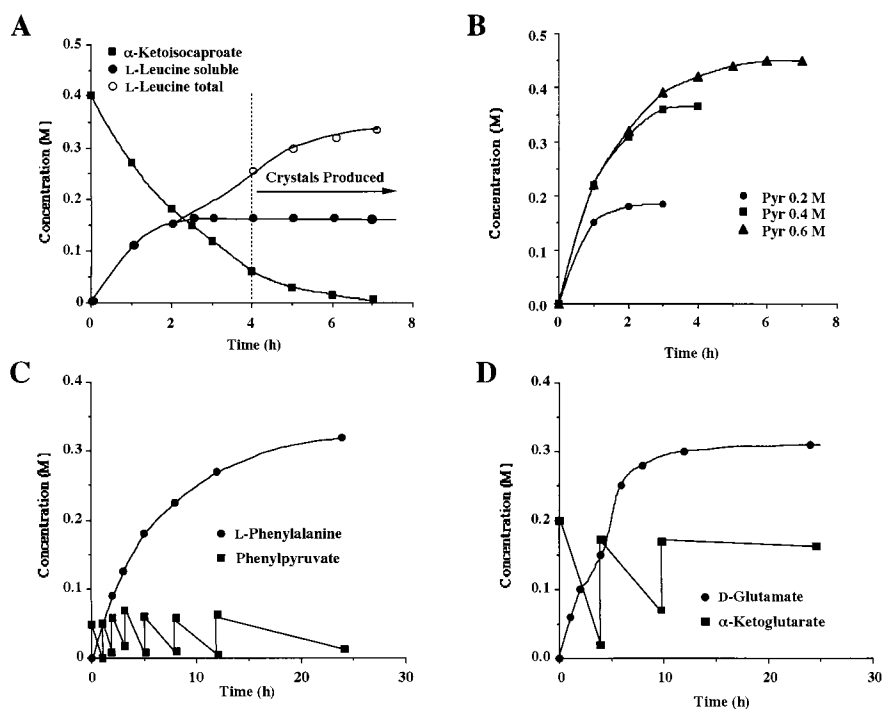 A
0.5
0.4
0.3
0.2
0.1
0
Concentration (M)
α-Ketoisocaproate
L-Leucine soluble
L-Leucine total
Crystals Produced
0 2 4 6 8
Time (h)
B
0.5
0.4
0.3
0.2
0.1
0.0
Concentration (M)
Pyr 0.2 M
Pyr 0.4 M
Pyr 0.6 M
0 2 4 6 8
Time (h)
C
0.4
0.3
0.2
0.1
0
Concentration (M)
L-Phenylalanine
Phenylpyruvate
0 10 20 30
Time (h)
D
0.4
0.3
0.2
0.1
0.0
Concentration (M)
D-Glutamate
α-Ketoglutarate
0 10 20 30
Time (h)